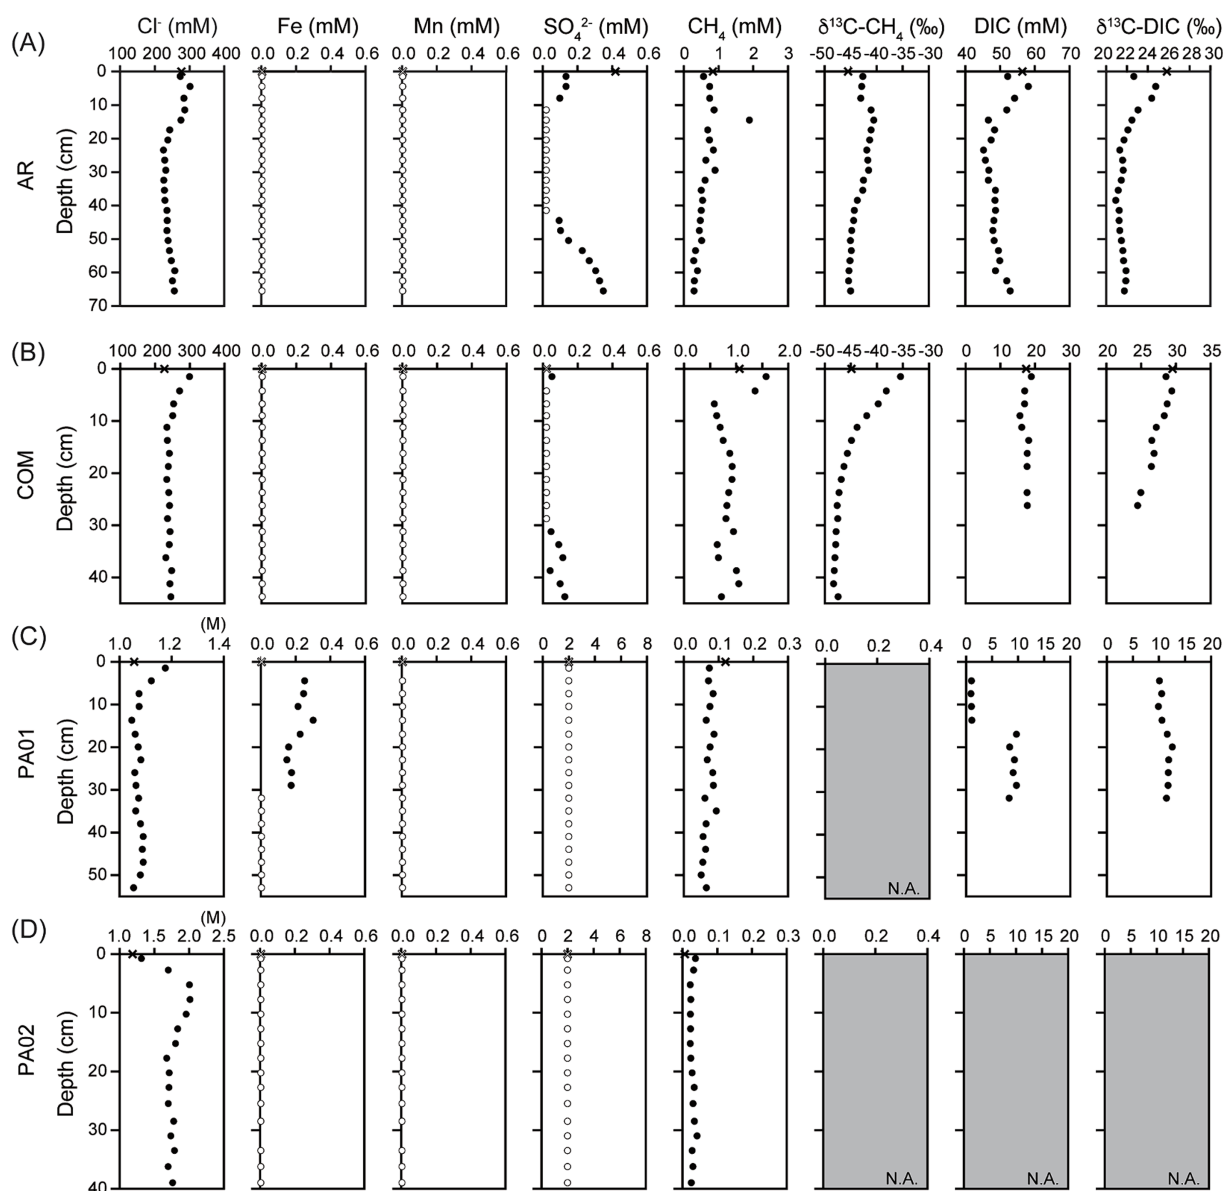 (A)
Cl⁻ (mM) Fe (mM) Mn (mM) SO₄²⁻ (mM) CH₄ (mM) δ¹³C-CH₄ (‰) DIC (mM) δ¹³C-DIC (‰)
100 200 300 400 0.0 0.2 0.4 0.6 0.0 0.2 0.4 0.6 0.0 0.2 0.4 0.6 0 1 2 3 -50 -45 -40 -35 -30 40 50 60 70 20 22 24 26 28 30
AR
Depth (cm)
0
10
20
30
40
50
60
70
(B)
100 200 300 400 0.0 0.2 0.4 0.6 0.0 0.2 0.4 0.6 0.0 0.2 0.4 0.6 0.0 1.0 2.0 -50 -45 -40 -35 -30 0 10 20 30 20 25 30 35
COM
Depth (cm)
0
10
20
30
40
(C)
(M)
1.0 1.2 1.4 0.0 0.2 0.4 0.6 0.0 0.2 0.4 0.6 0 2 4 6 8 0.0 0.1 0.2 0.3 0.0 0.2 0.4 0 5 10 15 20 0 5 10 15 20
PA01
Depth (cm)
0
10
20
30
40
50
N.A.
(D)
(M)
1.0 1.5 2.0 2.5 0.0 0.2 0.4 0.6 0.0 0.2 0.4 0.6 0 2 4 6 8 0.0 0.1 0.2 0.3 0.0 0.2 0.4 0 5 10 15 20 0 5 10 15 20
PA02
Depth (cm)
0
10
20
30
40
N.A. N.A. N.A.